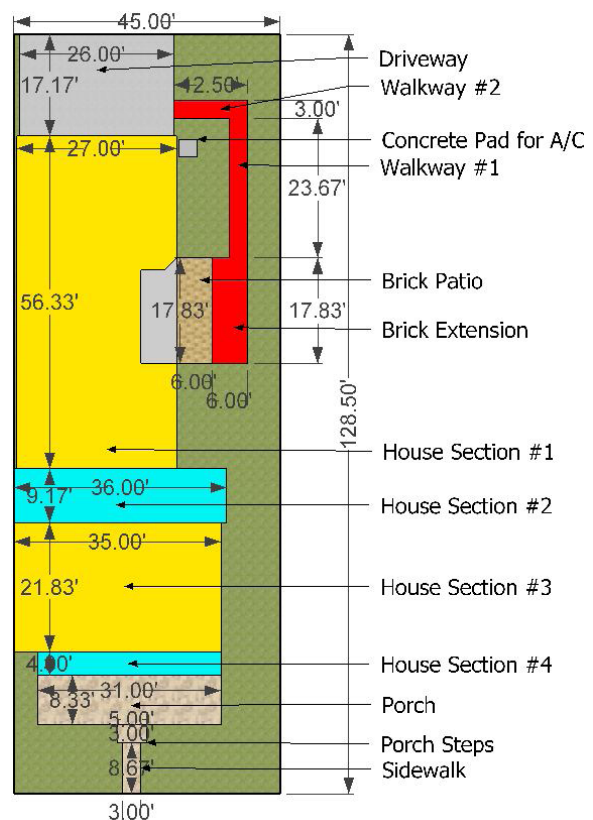 45.00'
26.00'
Driveway
17.17'
12.50'
Walkway #2
3.00'
Concrete Pad for A/C
27.00'
Walkway #1
23.67'
Brick Patio
56.33'
17.83'
17.83'
Brick Extension
6.00'
6.00'
128.50'
House Section #1
36.00'
9.17'
House Section #2
35.00'
21.83'
House Section #3
4.00'
House Section #4
31.00'
8.33'
Porch
5.00'
3.00'
Porch Steps
8.67'
Sidewalk
3.00'